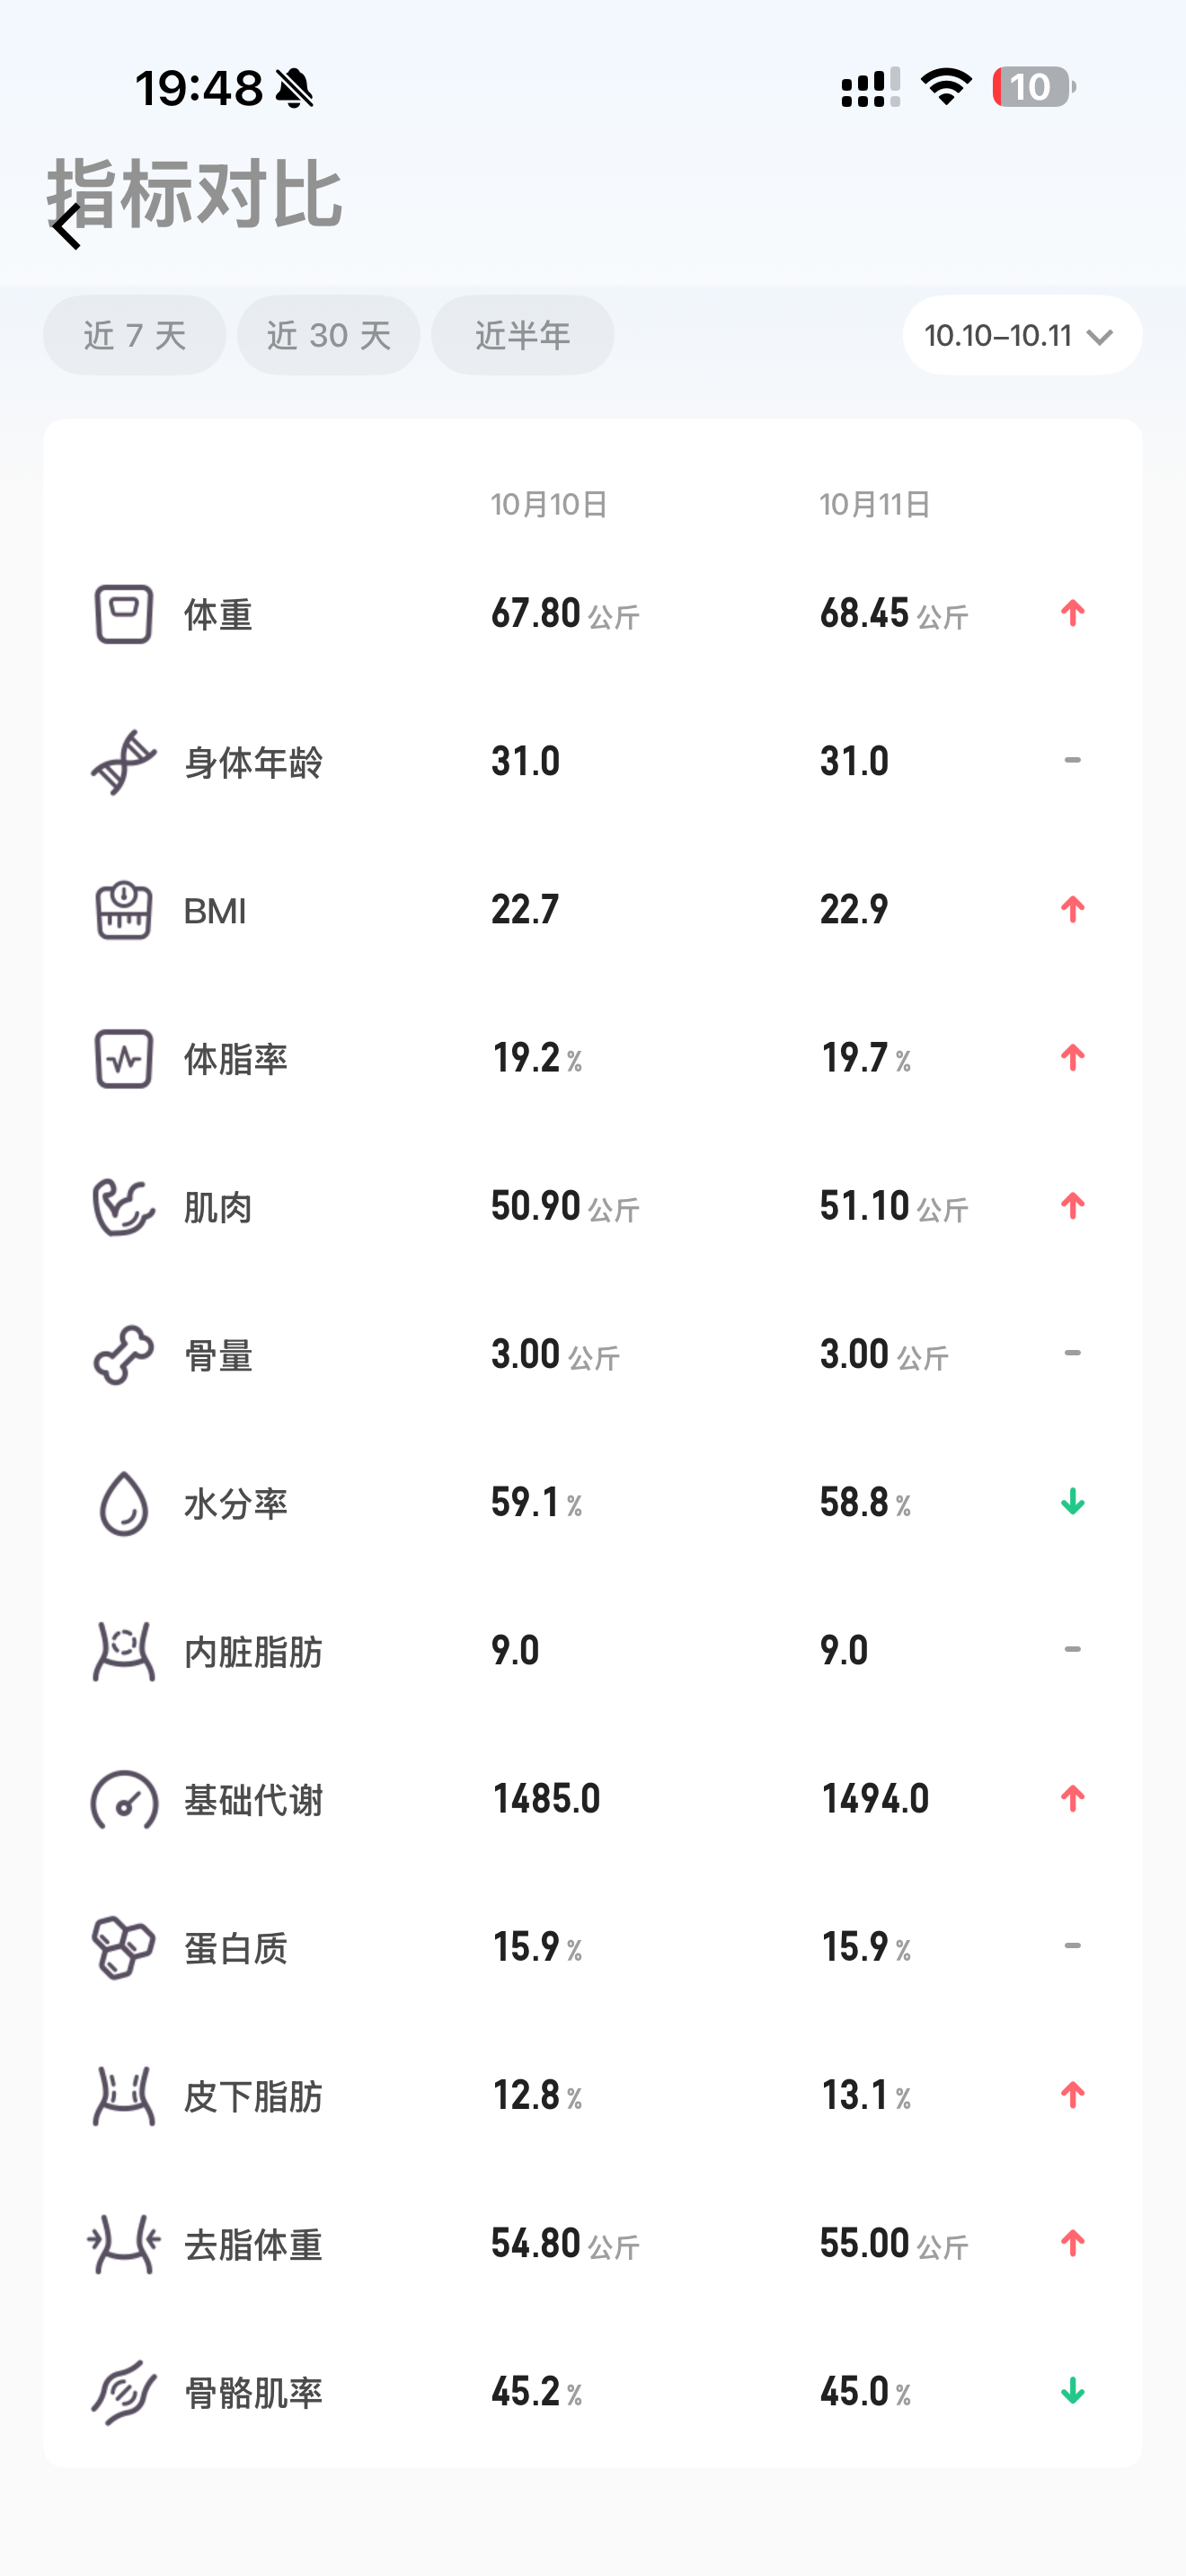 19:48 10
指标对比
近 7 天 近 30 天 近半年 10.10–10.11
10月10日 10月11日
体重 67.80 公斤 68.45 公斤
身体年龄 31.0 31.0 -
BMI 22.7 22.9
体脂率 19.2 % 19.7 %
肌肉 50.90 公斤 51.10 公斤
骨量 3.00 公斤 3.00 公斤 -
水分率 59.1 % 58.8 %
内脏脂肪 9.0 9.0 -
基础代谢 1485.0 1494.0
蛋白质 15.9 % 15.9 % -
皮下脂肪 12.8 % 13.1 %
去脂体重 54.80 公斤 55.00 公斤
骨骼肌率 45.2 % 45.0 %